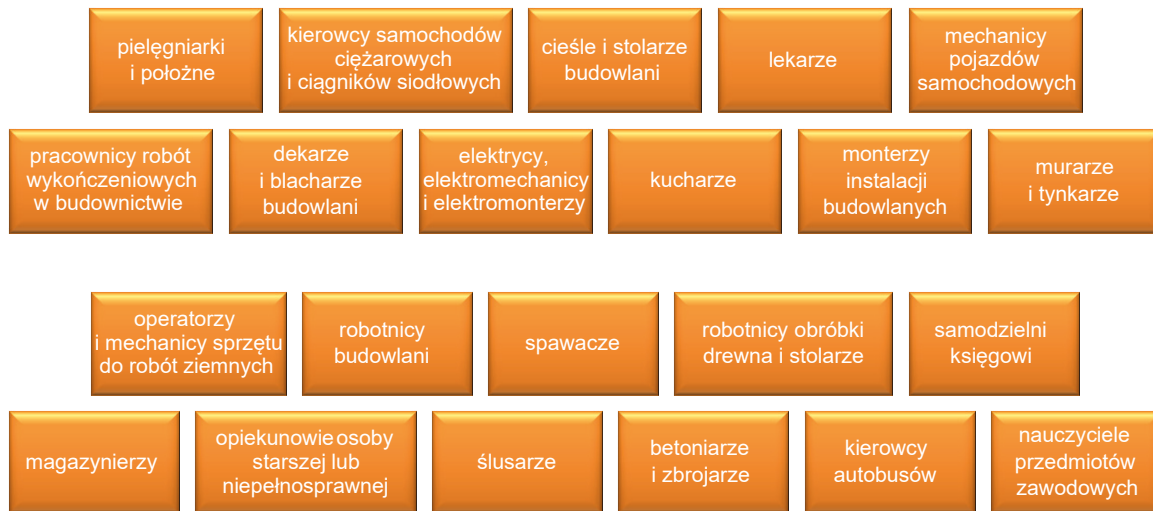 pielęgniarki
i położne
kierowcy samochodów
ciężarowych
i ciągników siodłowych
cieśle i stolarze
budowlani
lekarze
mechanicy
pojazdów
samochodowych
pracownicy robót
wykończeniowych
w budownictwie
dekarze
i blacharze
budowlani
elektrycy,
elektromechanicy
i elektromonterzy
kucharze
monterzy
instalacji
budowlanych
murarze
i tynkarze
operatorzy
i mechanicy sprzętu
do robót ziemnych
robotnicy
budowlani
spawacze
robotnicy obróbki
drewna i stolarze
samodzielni
księgowi
magazynierzy
opiekunowie osoby
starszej lub
niepełnosprawnej
ślusarze
betoniarze
i zbrojarze
kierowcy
autobusów
nauczyciele
przedmiotów
zawodowych